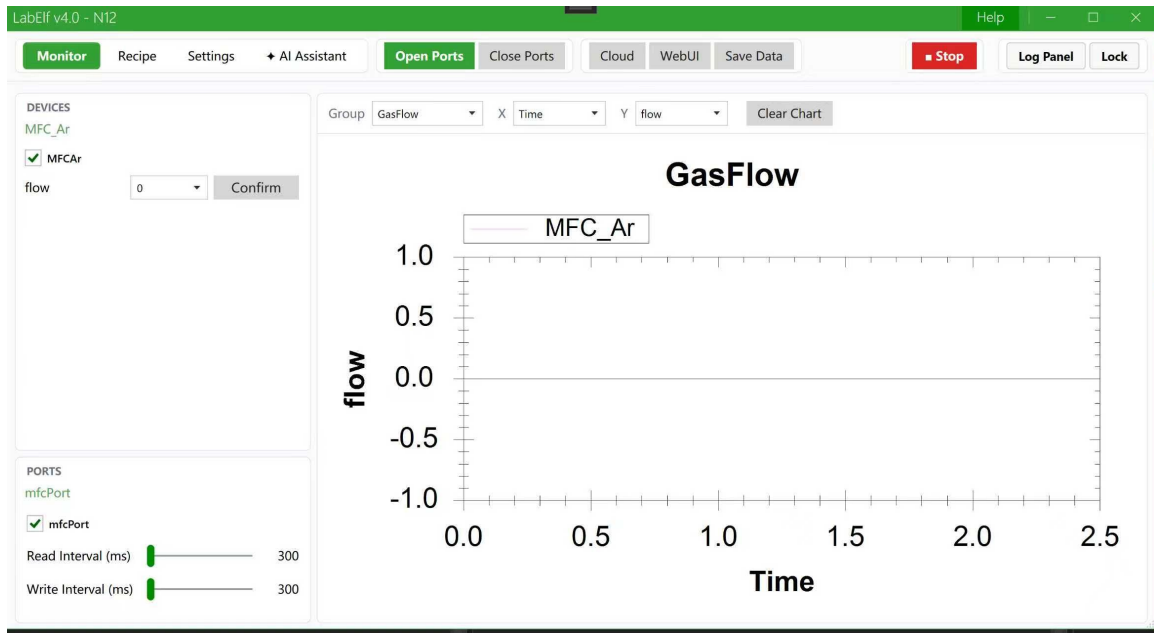 LabElf v4.0 - N12
Help
Monitor Recipe Settings ✦ AI Assistant Open Ports Close Ports Cloud WebUI Save Data ■ Stop Log Panel Lock
DEVICES
MFC_Ar
MFCAr
flow 0 Confirm
PORTS
mfcPort
mfcPort
Read Interval (ms) 300
Write Interval (ms) 300
Group GasFlow X Time Y flow Clear Chart
GasFlow
MFC_Ar
1.0
0.5
0.0
-0.5
-1.0
flow
0.0 0.5 1.0 1.5 2.0 2.5
Time